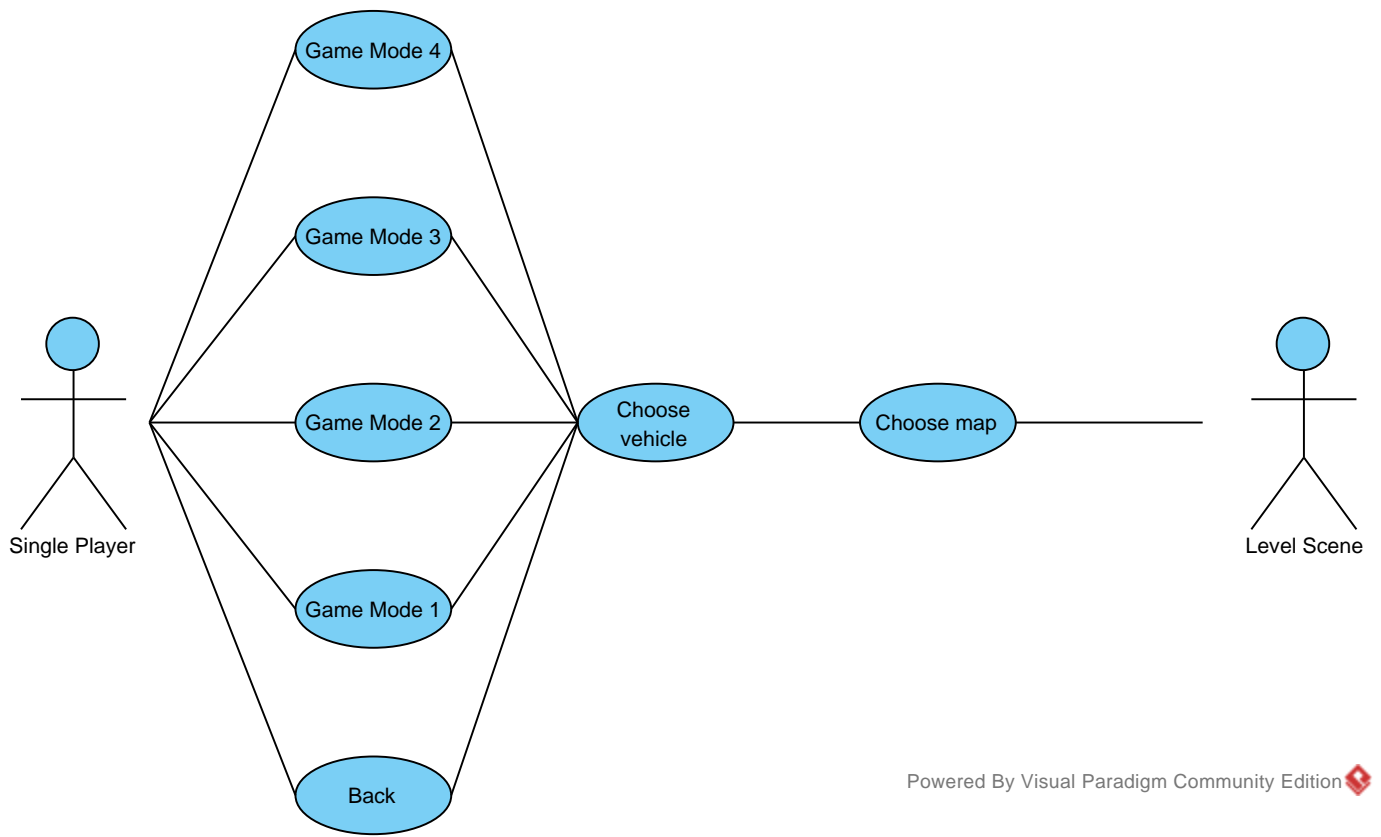 Game Mode 4
Game Mode 3
Game Mode 2
Choose
vehicle
Choose map
Single Player
Level Scene
Game Mode 1
Back
Powered By Visual Paradigm Community Edition